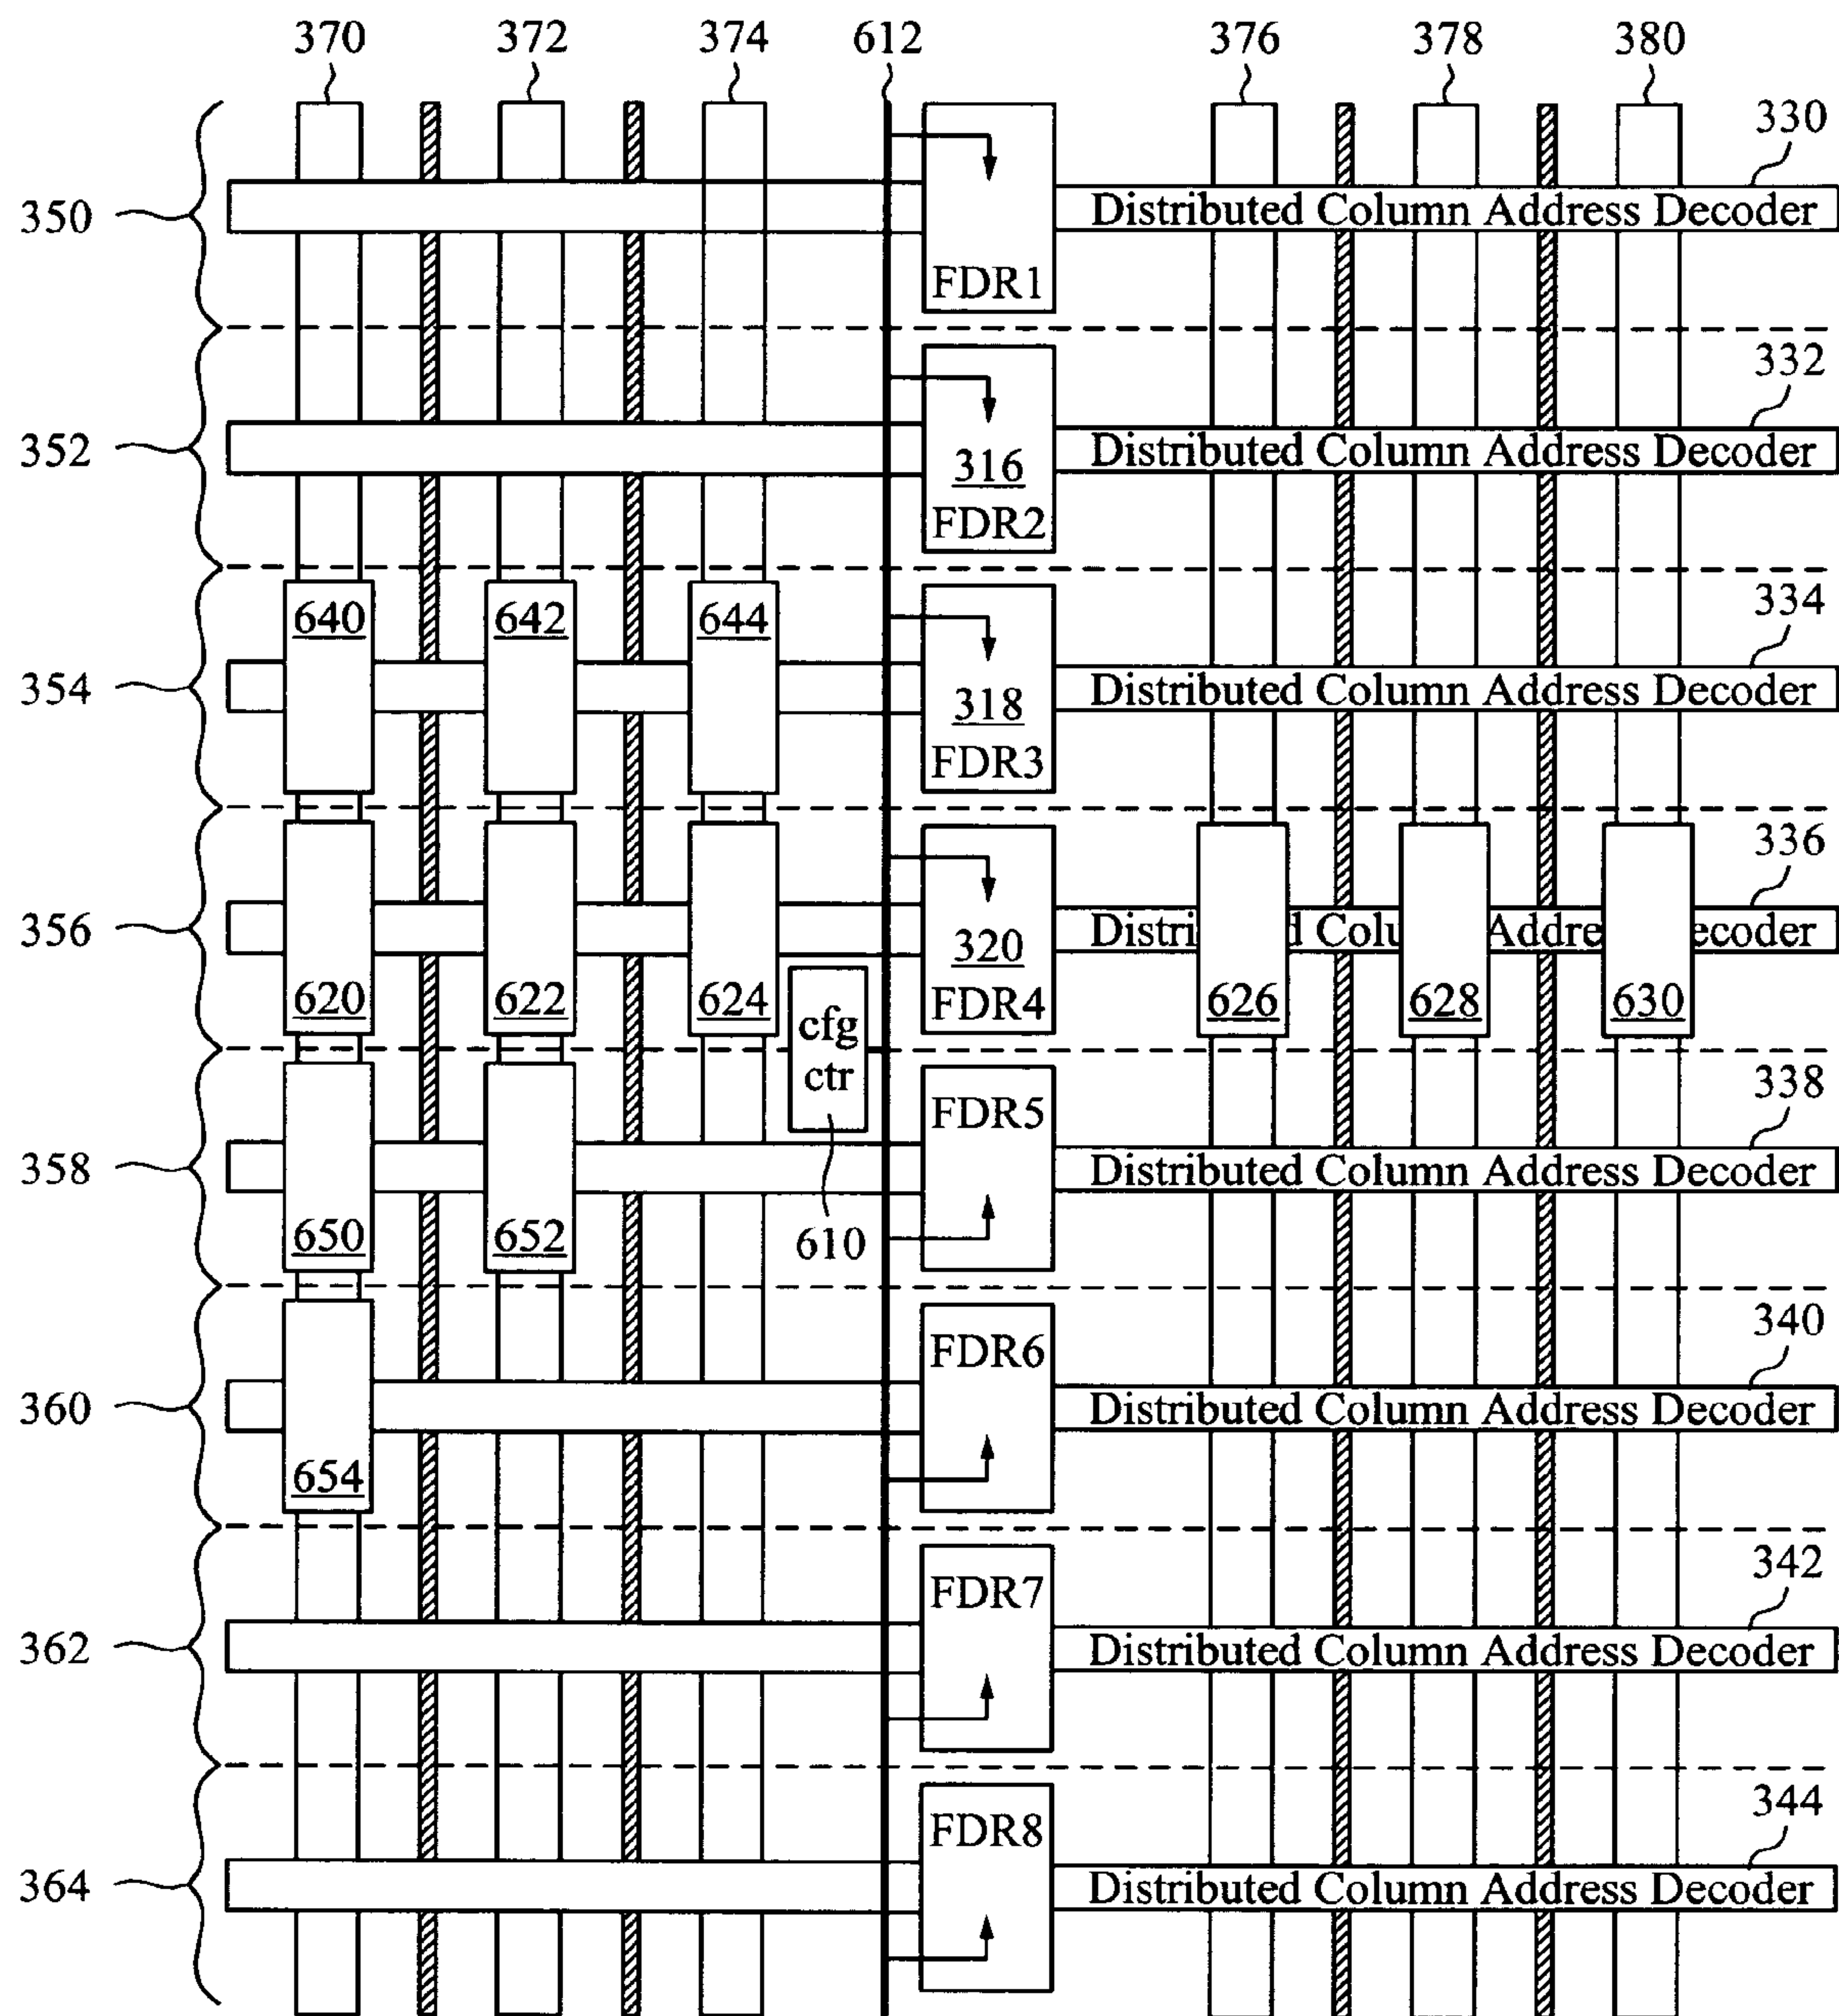 370 372 374 612 376 378 380
330
350 Distributed Column Address Decoder
FDR1
332
352 Distributed Column Address Decoder
316
FDR2
334
640 642 644
354 Distributed Column Address Decoder
318
FDR3
336
356 Distri d Colu Addre ecoder
320
620 622 624 FDR4 626 628 630
cfg
ctr
338
FDR5
358 Distributed Column Address Decoder
650 652 610
340
FDR6
360 Distributed Column Address Decoder
654
342
FDR7
362 Distributed Column Address Decoder
344
FDR8
364 Distributed Column Address Decoder